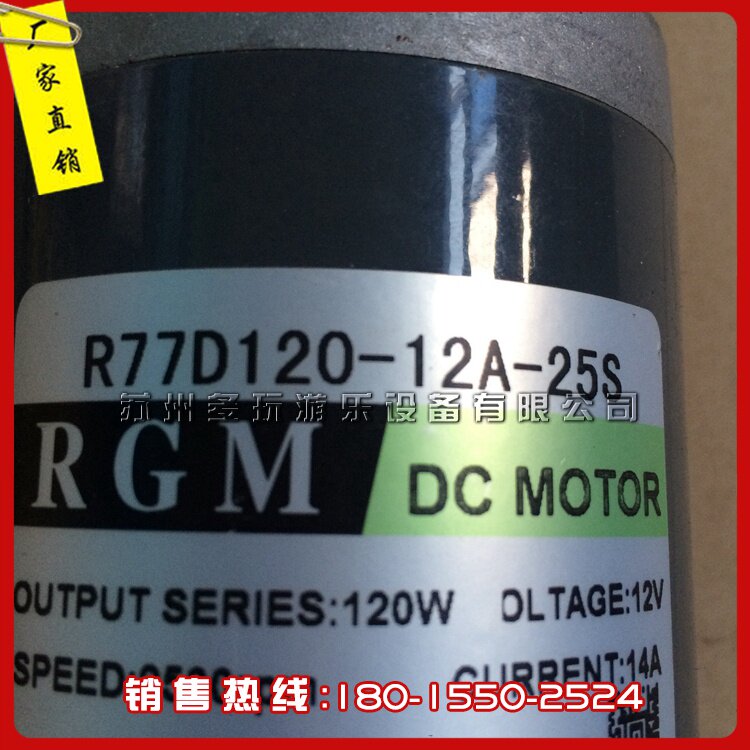 厂家直销
R77D120-12A-25S
苏州多玩游乐设备有限公司
RGM
DC MOTOR
OUTPUT SERIES:120W
OLTAGE:12V
SPEED:
CURRENT:14A
销售热线:180-1550-2524